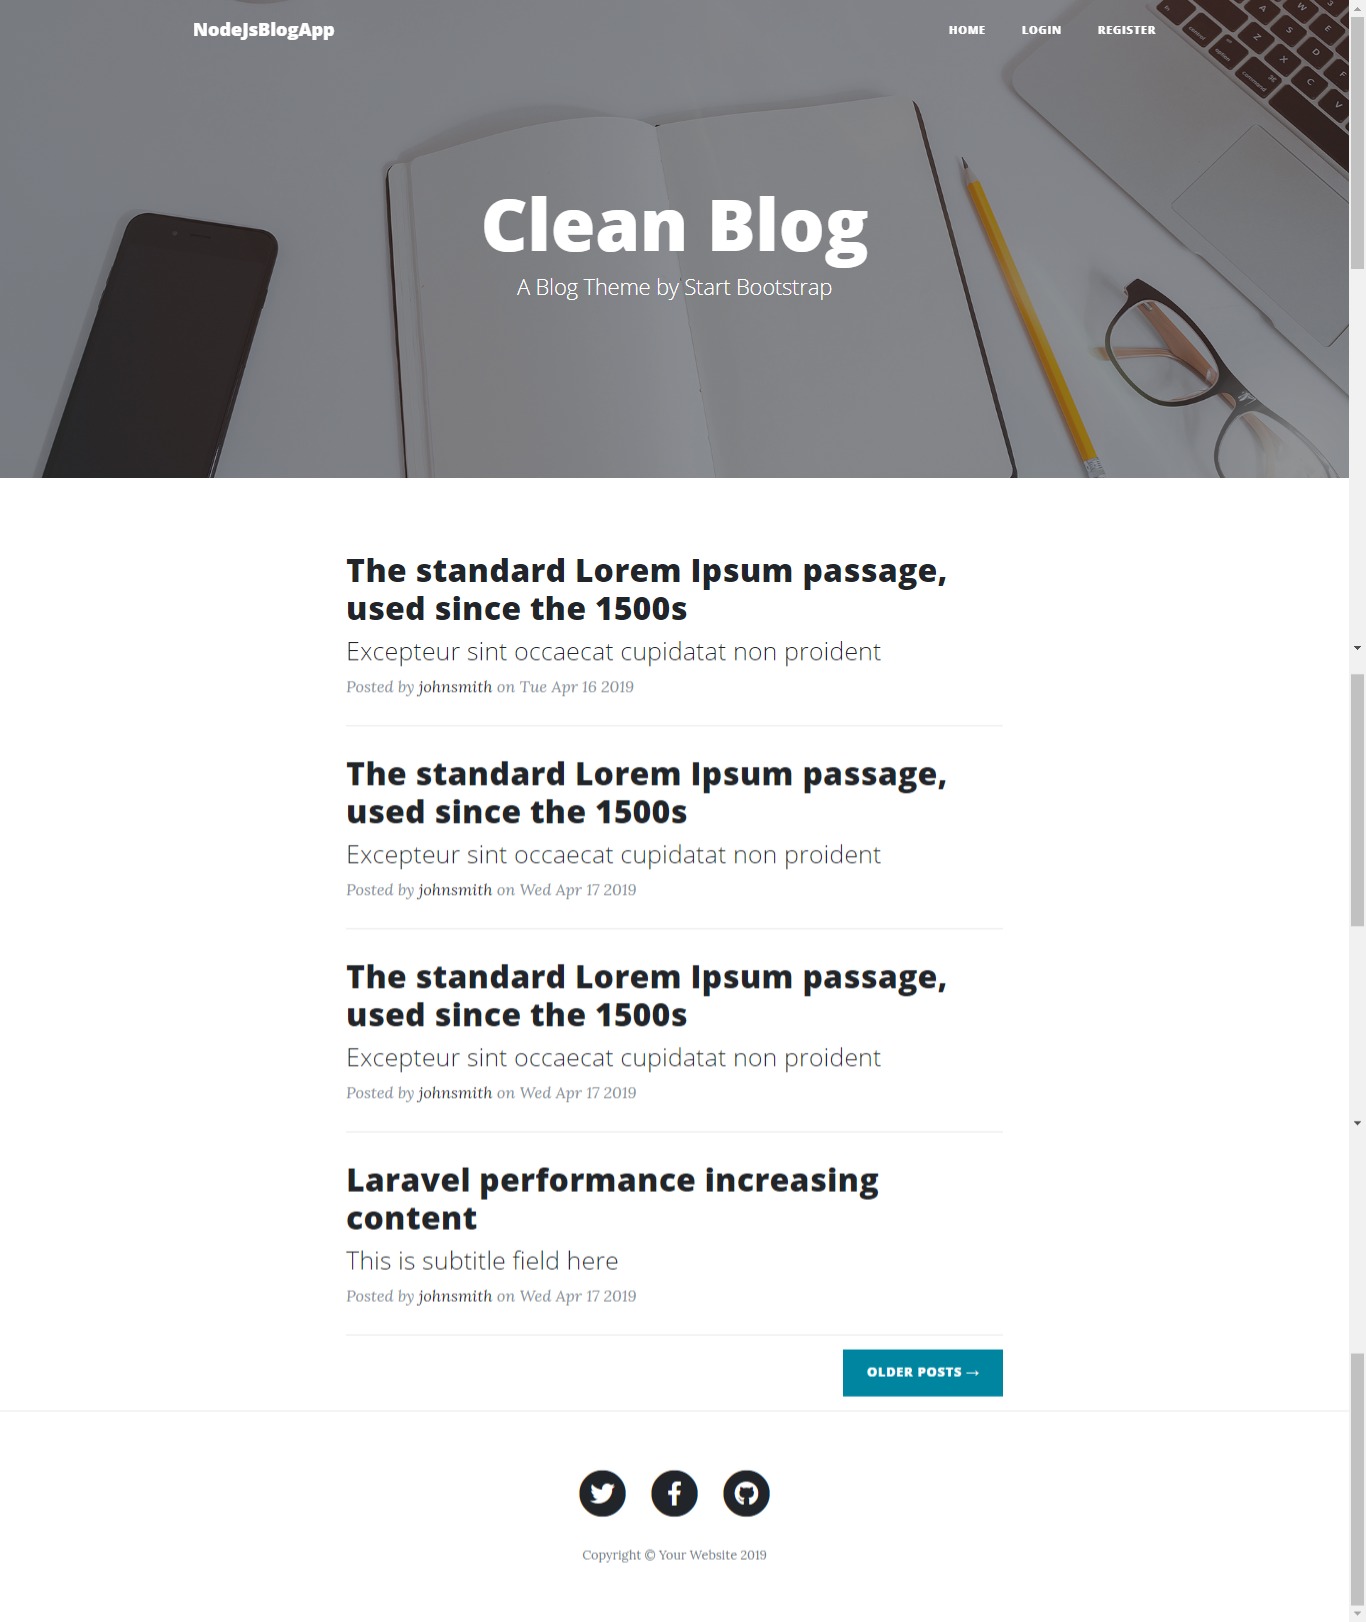 NodeJsBlogApp
HOME LOGIN REGISTER
Clean Blog
A Blog Theme by Start Bootstrap
The standard Lorem Ipsum passage,
used since the 1500s
Excepteur sint occaecat cupidatat non proident
Posted by johnsmith on Tue Apr 16 2019
The standard Lorem Ipsum passage,
used since the 1500s
Excepteur sint occaecat cupidatat non proident
Posted by johnsmith on Wed Apr 17 2019
The standard Lorem Ipsum passage,
used since the 1500s
Excepteur sint occaecat cupidatat non proident
Posted by johnsmith on Wed Apr 17 2019
Laravel performance increasing
content
This is subtitle field here
Posted by johnsmith on Wed Apr 17 2019
OLDER POSTS →
Copyright © Your Website 2019